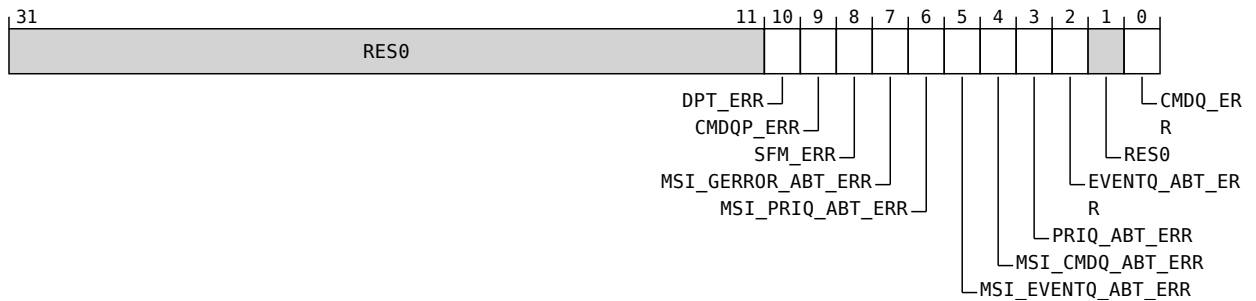 31 11 10 9 8 7 6 5 4 3 2 1 0
RES0
DPT_ERR CMDQ_ER
CMDQP_ERR R
SFM_ERR RES0
MSI_GERROR_ABT_ERR EVENTQ_ABT_ER
MSI_PRIQ_ABT_ERR R
PRIQ_ABT_ERR
MSI_CMDQ_ABT_ERR
MSI_EVENTQ_ABT_ERR